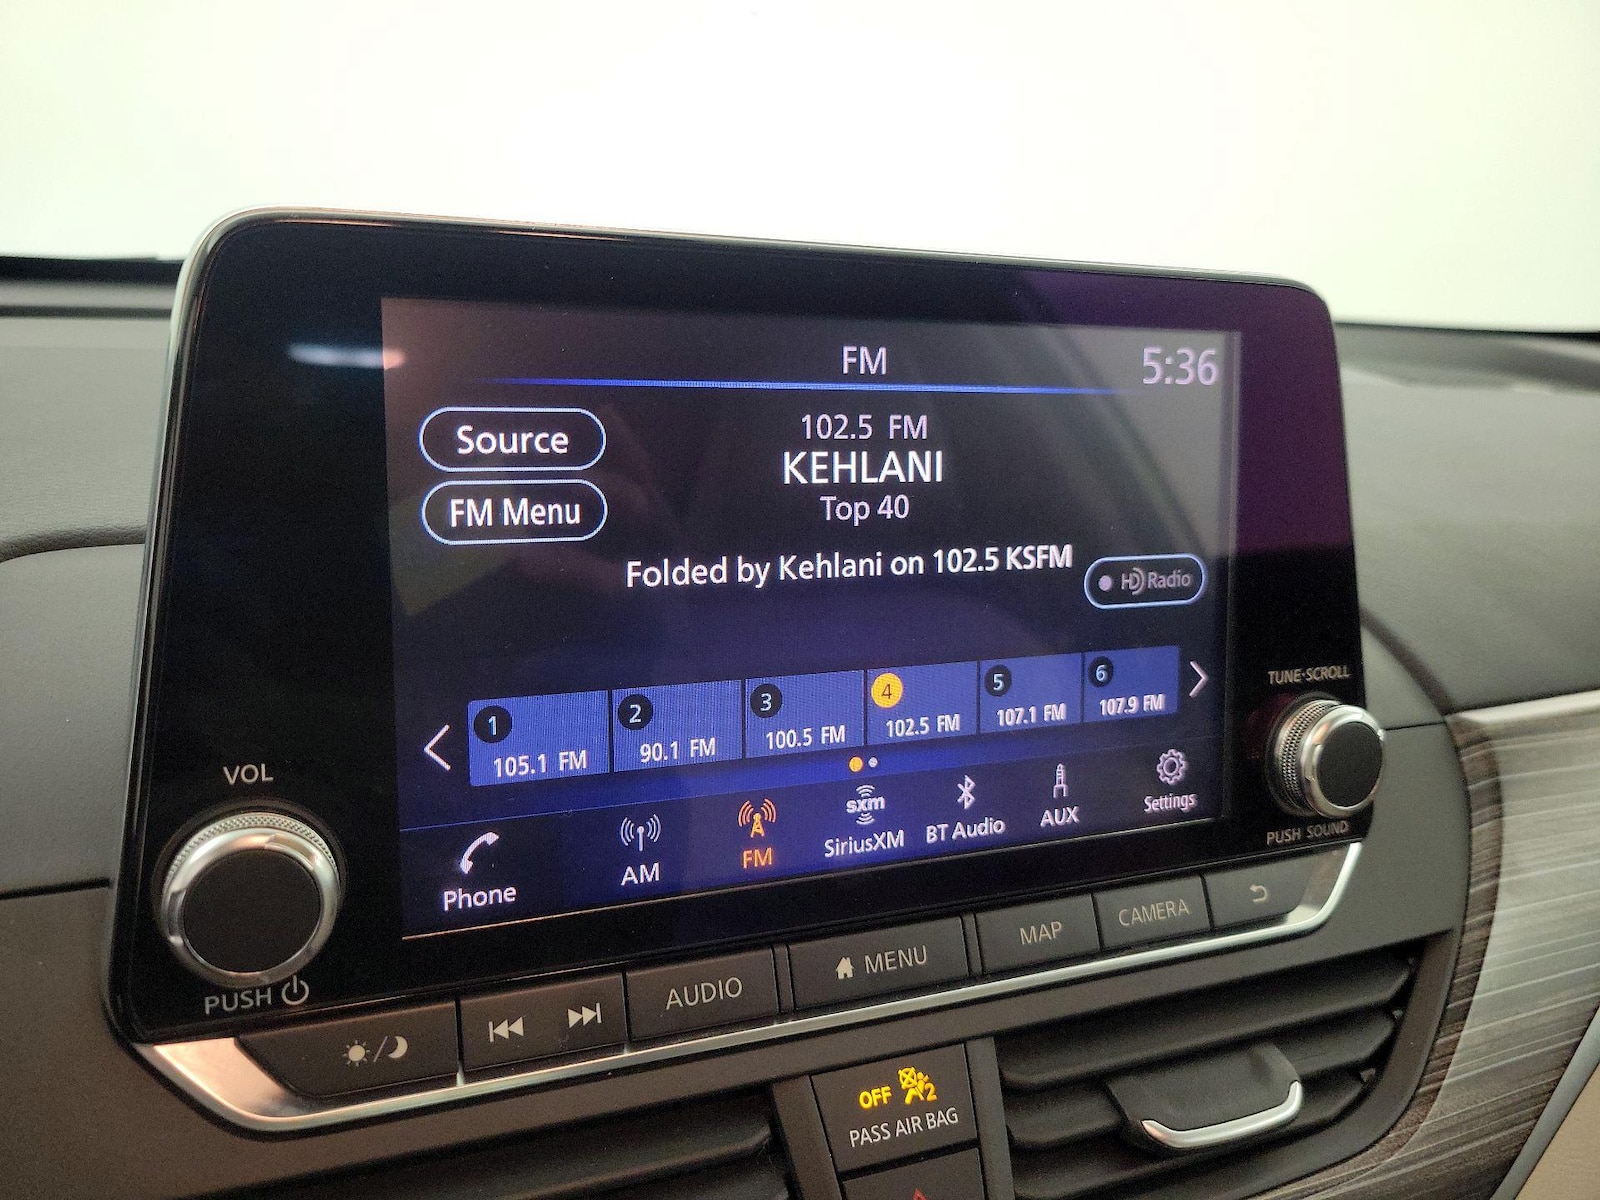 FM
5:36
Source
FM Menu
102.5 FM
KEHLANI
Top 40
Folded by Kehlani on 102.5 KSFM
HD Radio
1
105.1 FM
2
90.1 FM
3
100.5 FM
4
102.5 FM
5
107.1 FM
6
107.9 FM
Phone
AM
FM
sxm
SiriusXM
BT Audio
AUX
Settings
VOL
PUSH
TUNE·SCROLL
PUSH SOUND
AUDIO
MENU
MAP
CAMERA
OFF 2
PASS AIR BAG